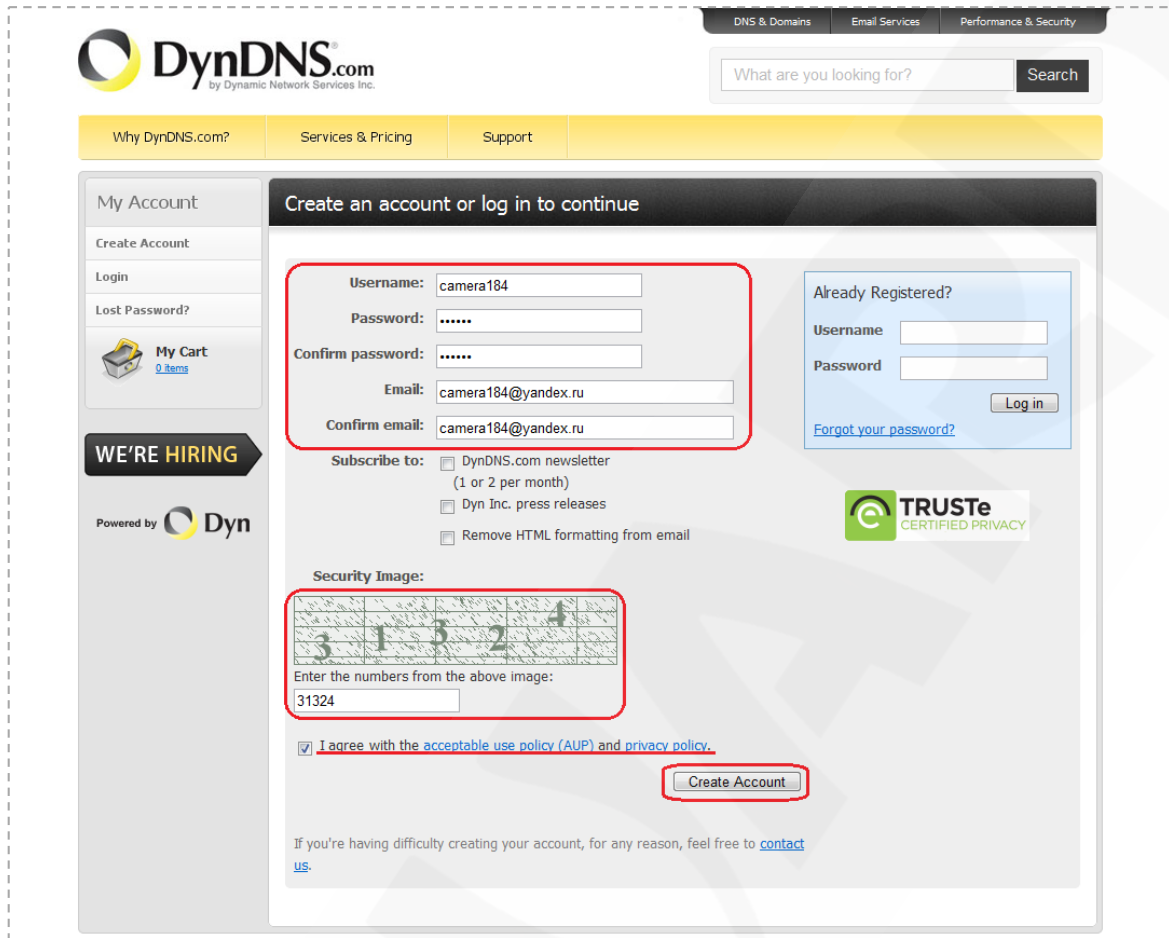 DNS & Domains Email Services Performance & Security
DynDNS.com
by Dynamic Network Services Inc.
What are you looking for? Search
Why DynDNS.com? Services & Pricing Support
My Account
Create Account
Login
Lost Password?
My Cart
0 items
WE'RE HIRING
Powered by Dyn
Create an account or log in to continue
Username: camera184
Password: ••••••
Confirm password: ••••••
Email: camera184@yandex.ru
Confirm email: camera184@yandex.ru
Subscribe to: DynDNS.com newsletter
(1 or 2 per month)
Dyn Inc. press releases
Remove HTML formatting from email
Security Image:
3 1 3 2 4
Enter the numbers from the above image:
31324
I agree with the acceptable use policy (AUP) and privacy policy.
Create Account
If you're having difficulty creating your account, for any reason, feel free to contact
us.
Already Registered?
Username
Password
Log in
Forgot your password?
TRUSTe
CERTIFIED PRIVACY